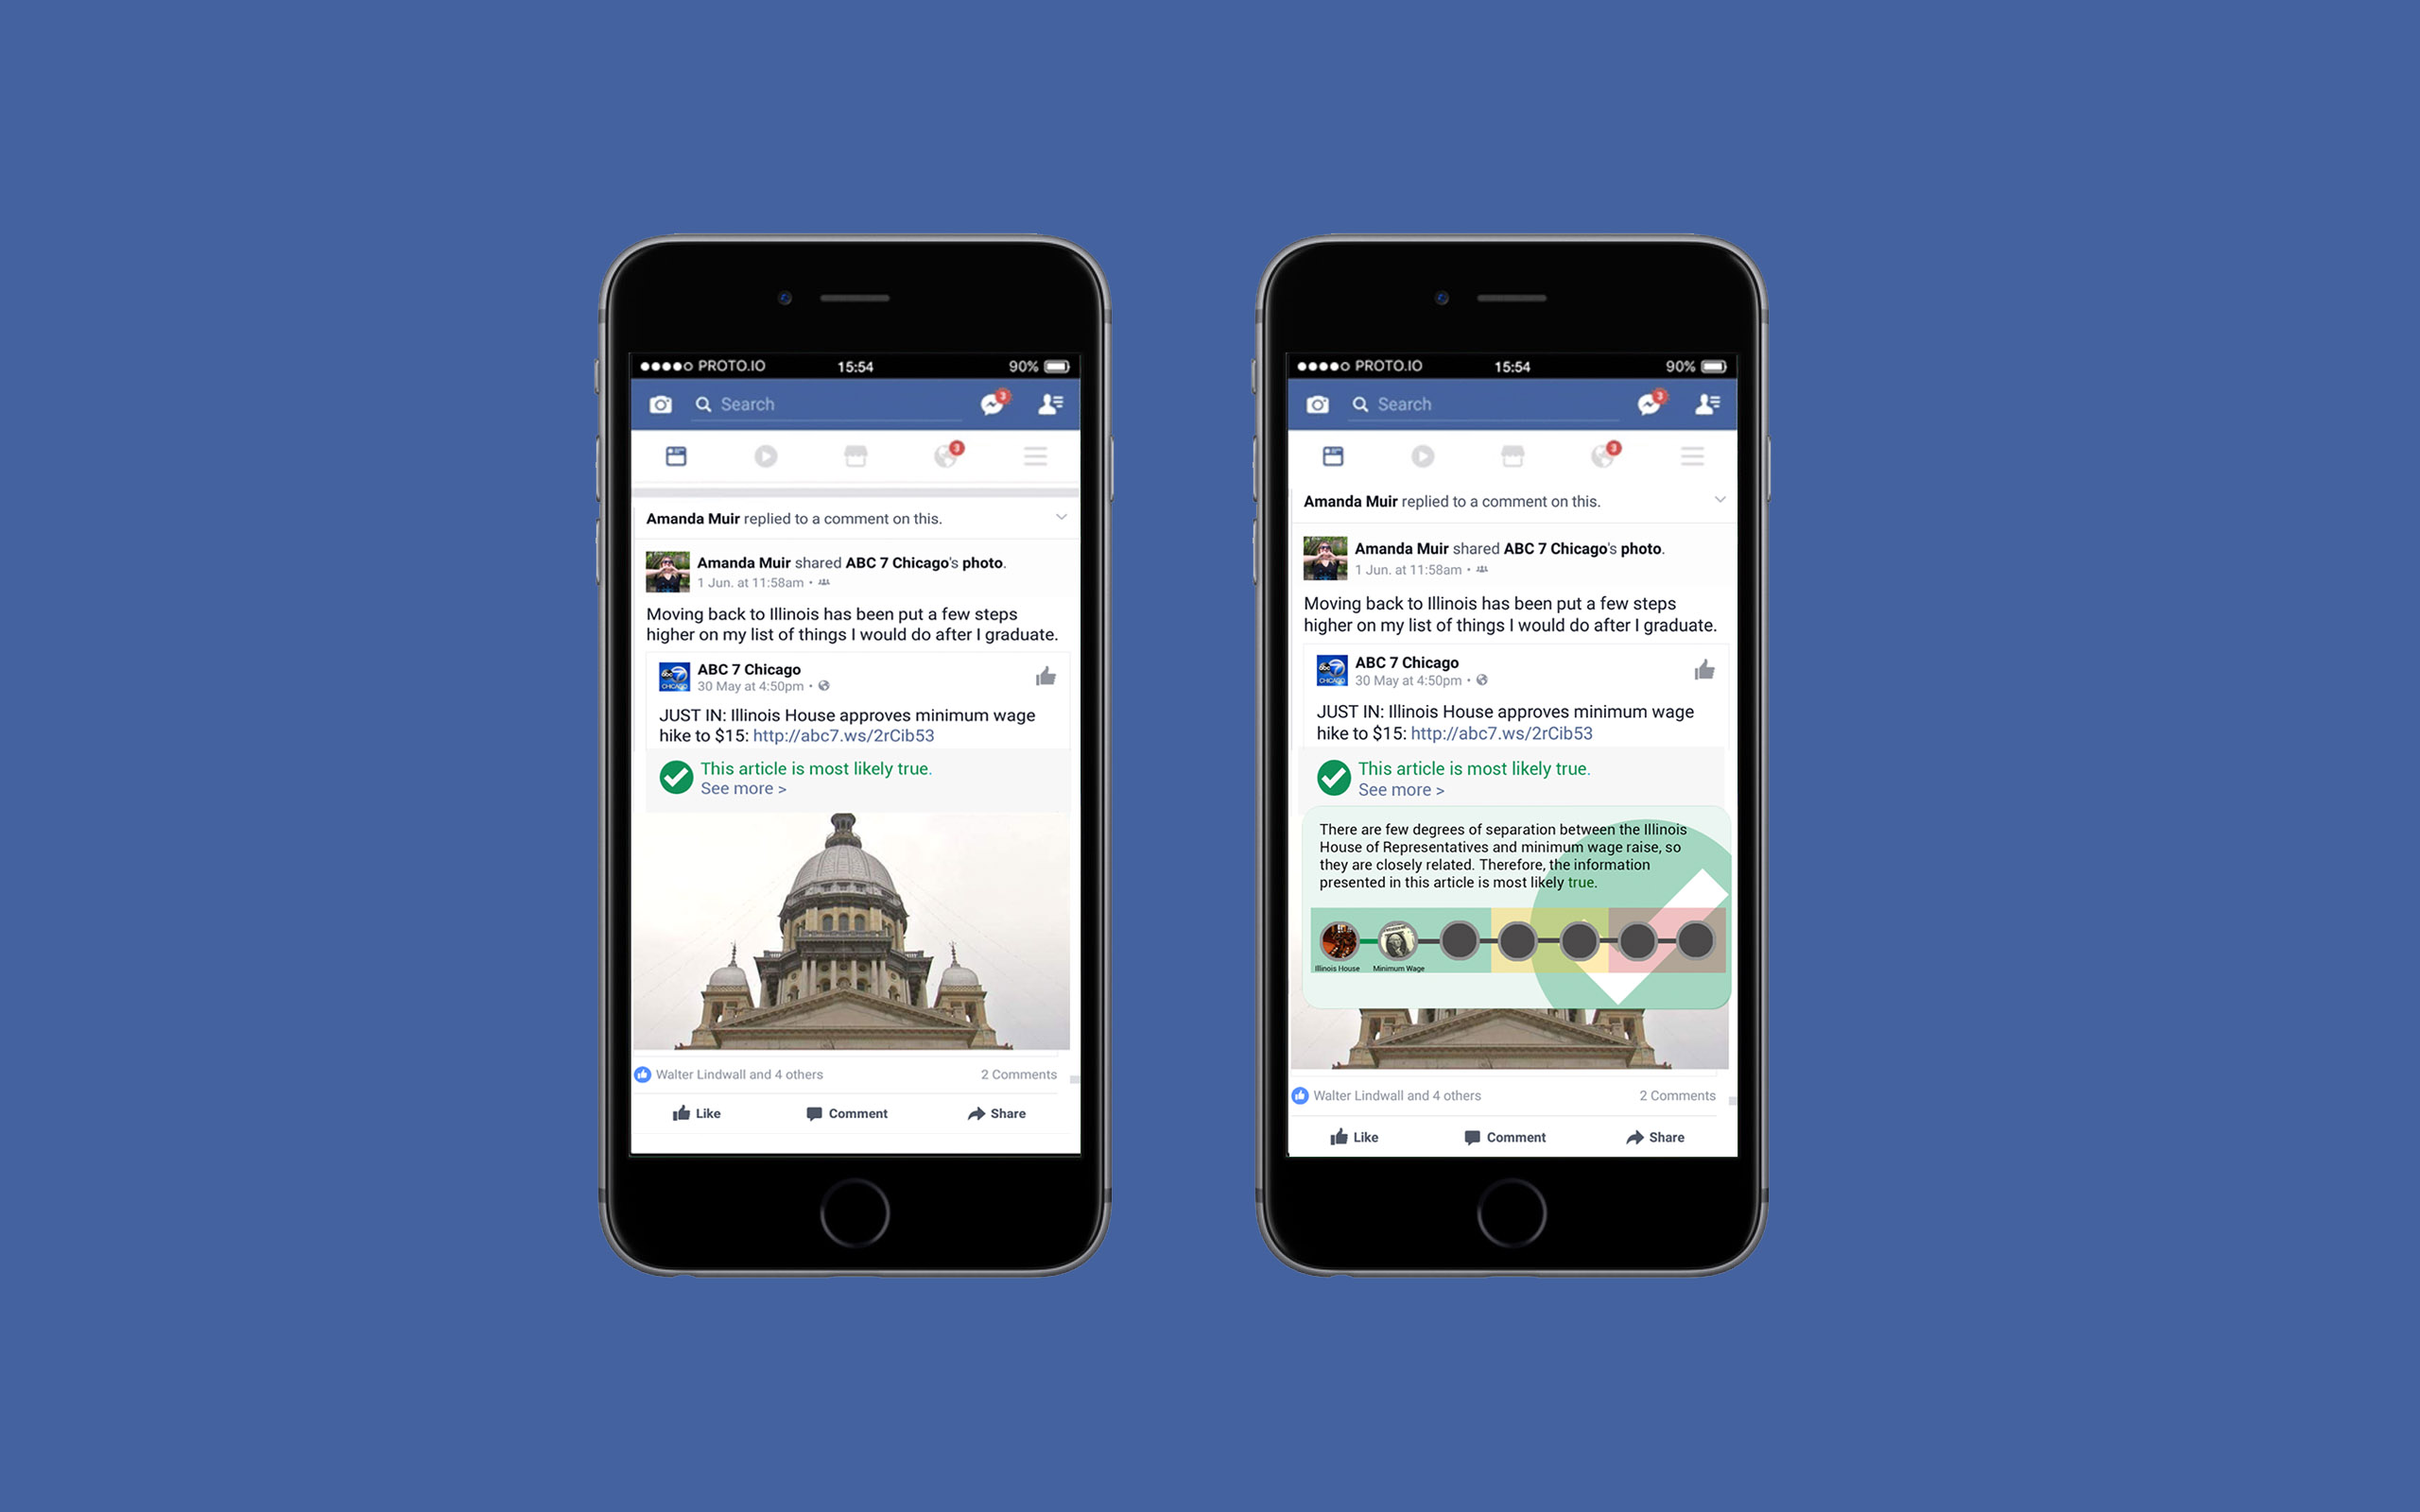 PROTO.IO 15:54 90%
Search 3
3
Amanda Muir replied to a comment on this.
Amanda Muir shared ABC 7 Chicago's photo.
1 Jun. at 11:58am •
Moving back to Illinois has been put a few steps
higher on my list of things I would do after I graduate.
abc 7 CHICAGO
ABC 7 Chicago
30 May at 4:50pm •
JUST IN: Illinois House approves minimum wage
hike to $15: http://abc7.ws/2rCib53
This article is most likely true.
See more >
Walter Lindwall and 4 others 2 Comments
Like Comment Share
PROTO.IO 15:54 90%
Search 3
3
Amanda Muir replied to a comment on this.
Amanda Muir shared ABC 7 Chicago's photo.
1 Jun. at 11:58am •
Moving back to Illinois has been put a few steps
higher on my list of things I would do after I graduate.
abc 7 CHICAGO
ABC 7 Chicago
30 May at 4:50pm •
JUST IN: Illinois House approves minimum wage
hike to $15: http://abc7.ws/2rCib53
This article is most likely true.
See more >
There are few degrees of separation between the Illinois
House of Representatives and minimum wage raise, so
they are closely related. Therefore, the information
presented in this article is most likely true.
Illinois House Minimum Wage
Walter Lindwall and 4 others 2 Comments
Like Comment Share